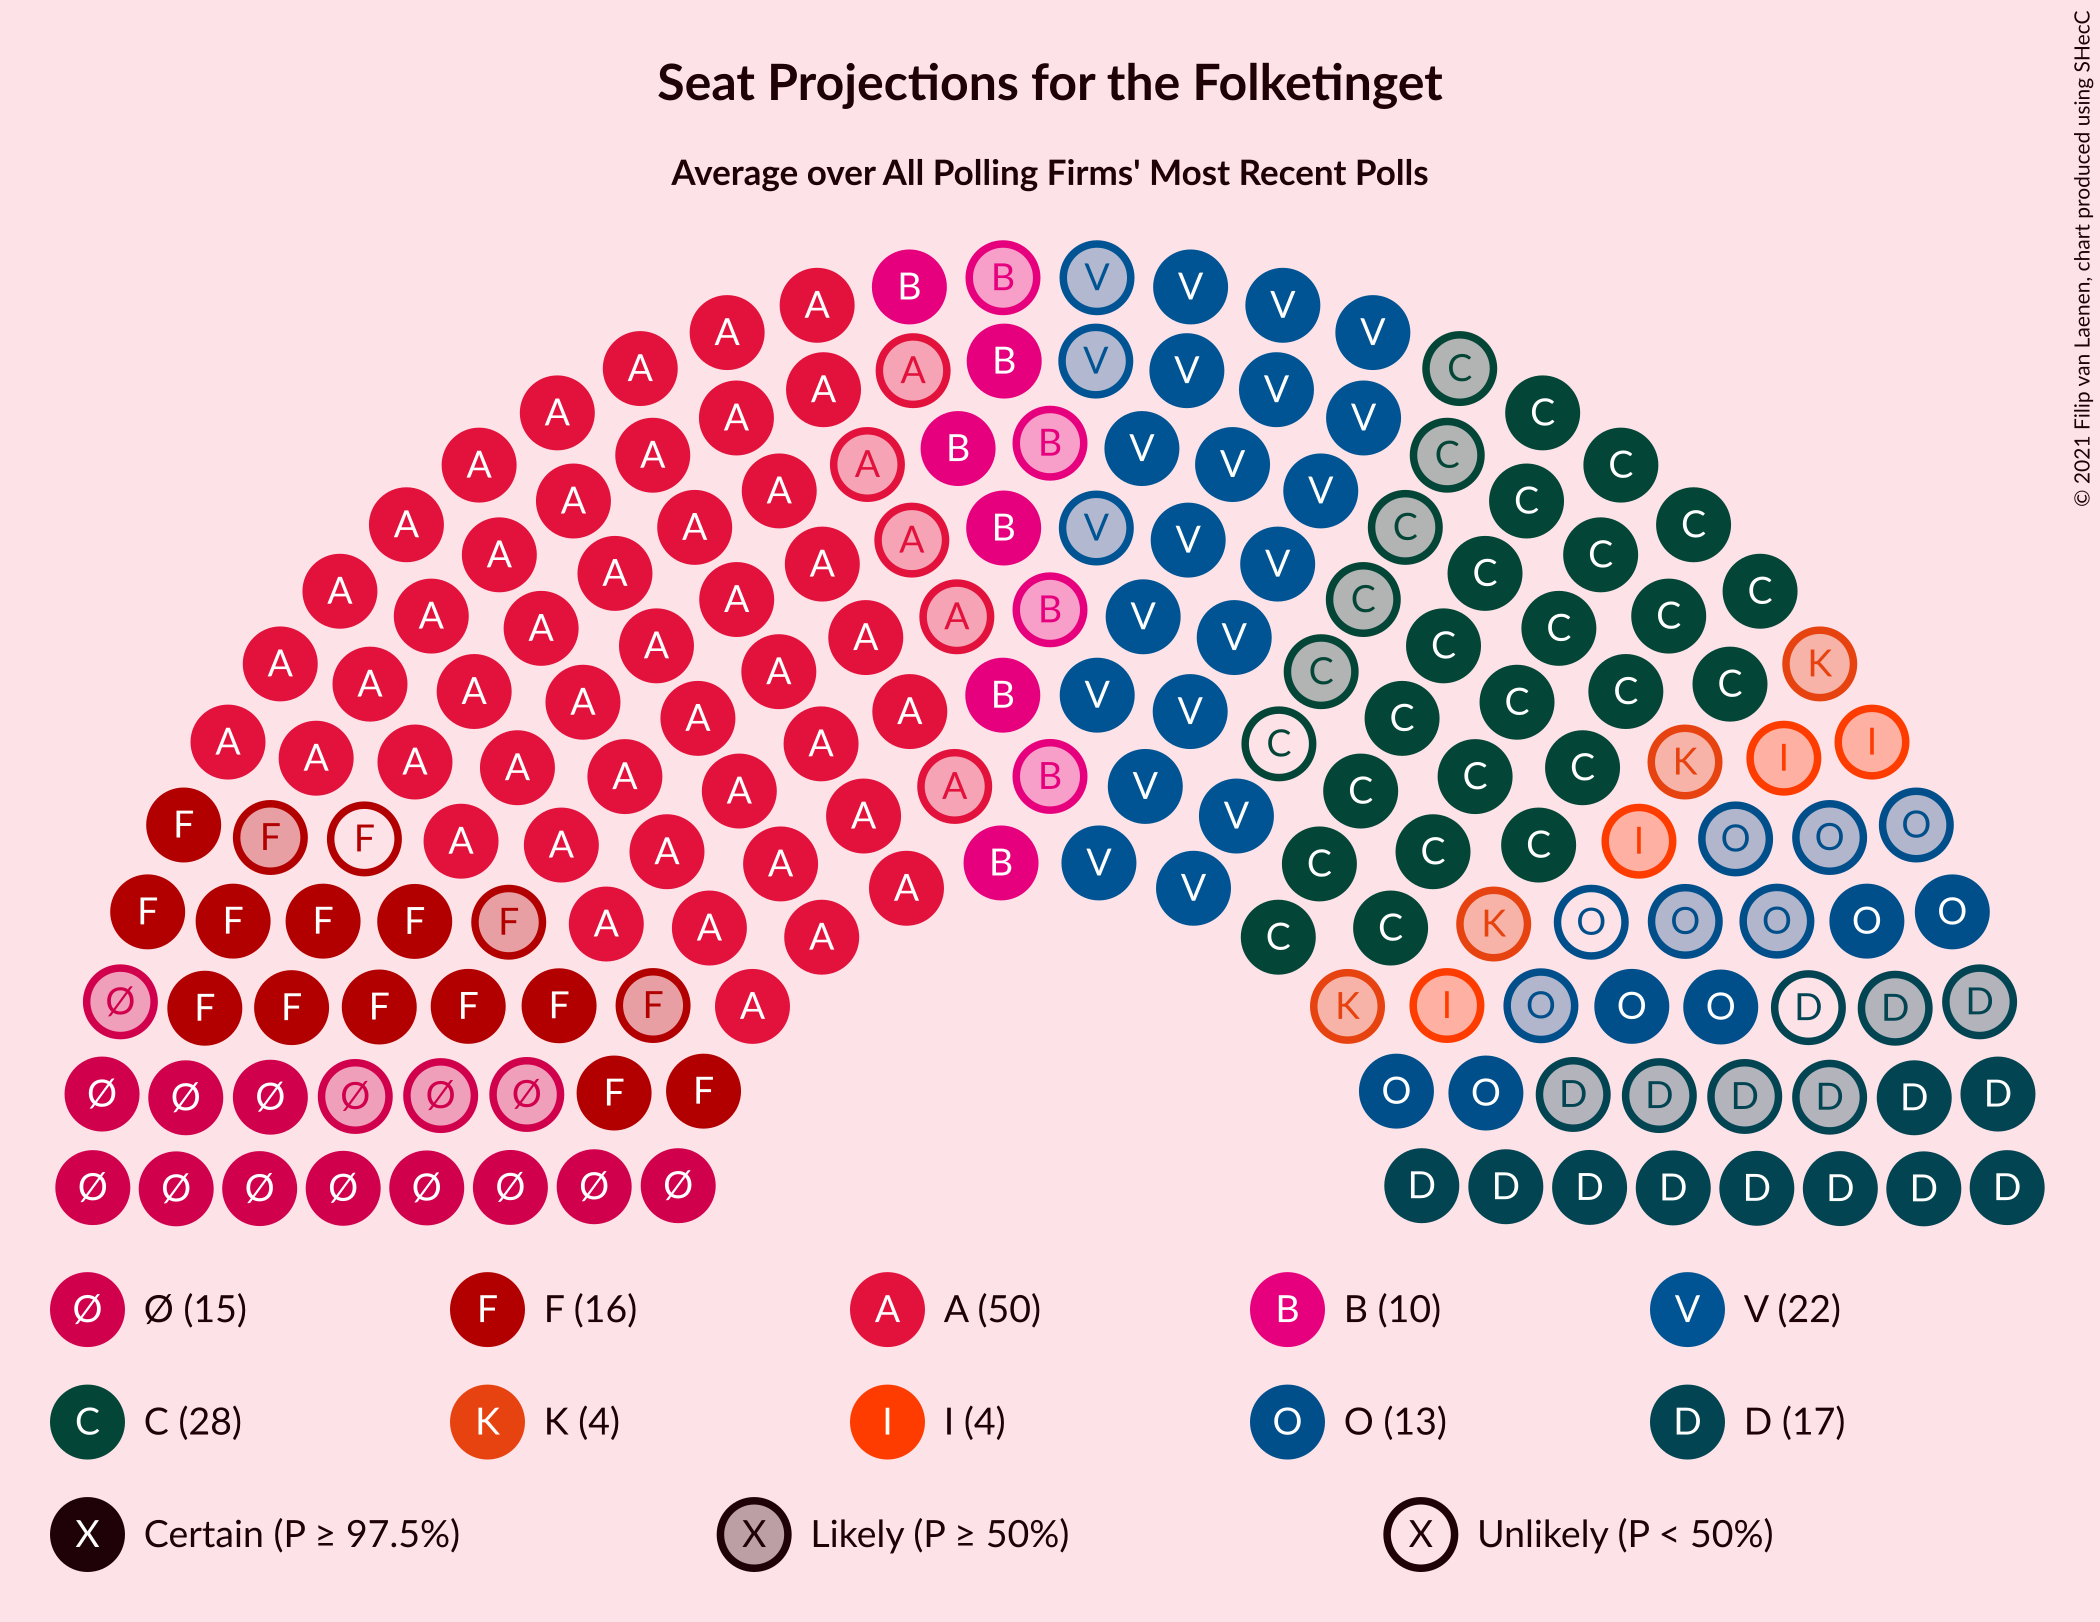 Seat Projections for the Folketinget
Average over All Polling Firms' Most Recent Polls
© 2021 Filip van Laenen, chart produced using SHecC
B B V V
A V
A V
A B V V C
A A V C
A V
A B B V C
A A V C
A A V C
A B V C
A A V C
A A V C
A B V C
A A V C
A A V C
A B V C
A A V K
A A V C
A B V C
A A V C
A A C I
A B V K
A A V C
A A C I
F A B V O
F A V O
F A C I
A A C C
A B V
F A V O
F A C O
F A C K
F A C O
F A O
Ø F A K I O D D
F F F F F F O O D
Ø Ø Ø Ø Ø Ø F F O O D D D D D D
Ø Ø Ø Ø Ø Ø Ø Ø D D D D D D D D
Ø Ø (15) F F (16) A A (50) B B (10) V V (22)
C C (28) K K (4) I I (4) O O (13) D D (17)
X Certain (P ≥ 97.5%) X Likely (P ≥ 50%) X Unlikely (P < 50%)